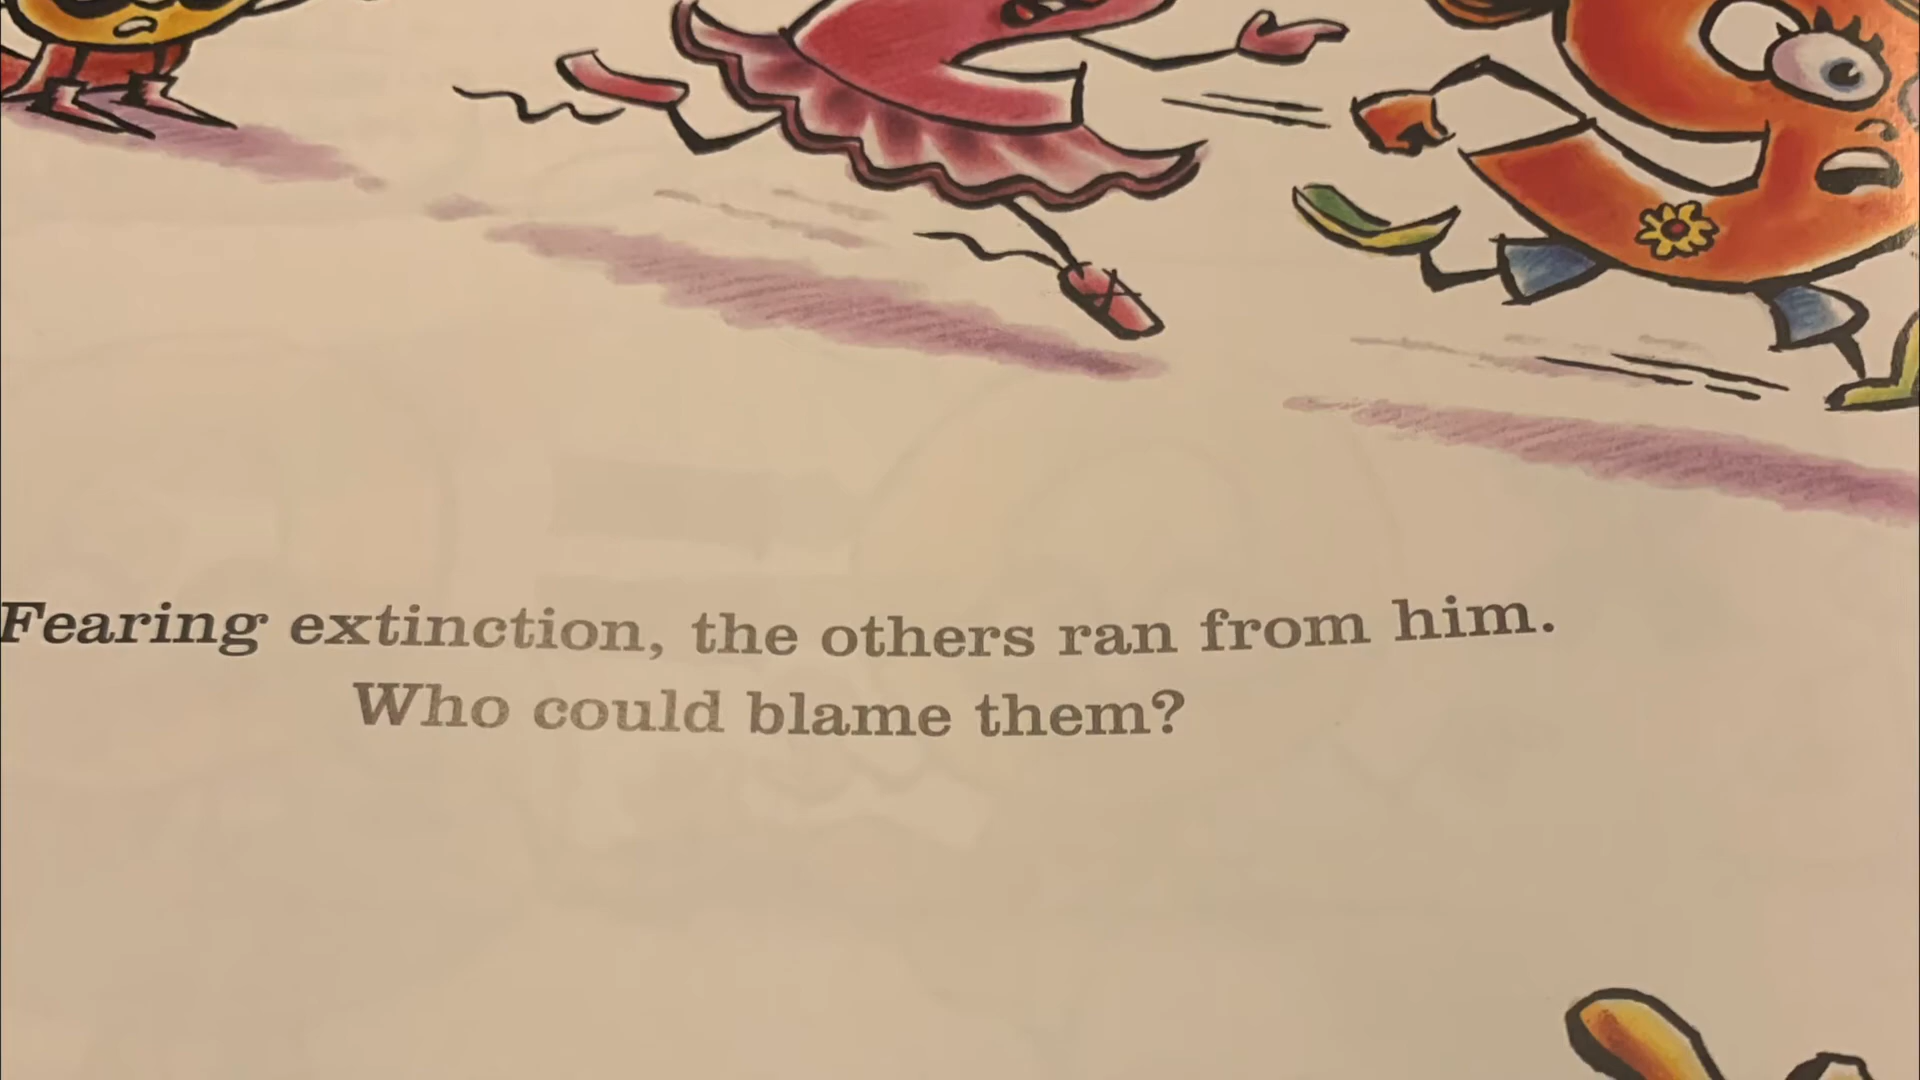 Fearing extinction, the others ran from him.
Who could blame them?